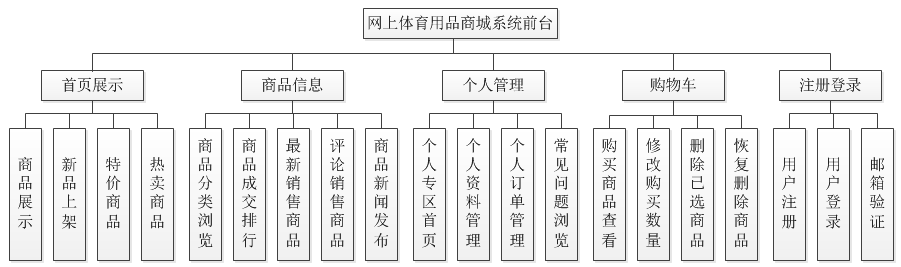 网上体育用品商城系统前台
首页展示
商品信息
个人管理
购物车
注册登录
商品展示
新品上架
特价商品
热卖商品
商品分类浏览
商品成交排行
最新销售商品
评论销售商品
商品新闻发布
个人专区首页
个人资料管理
个人订单管理
常见问题浏览
购买商品查看
修改购买数量
删除已选商品
恢复删除商品
用户注册
用户登录
邮箱验证